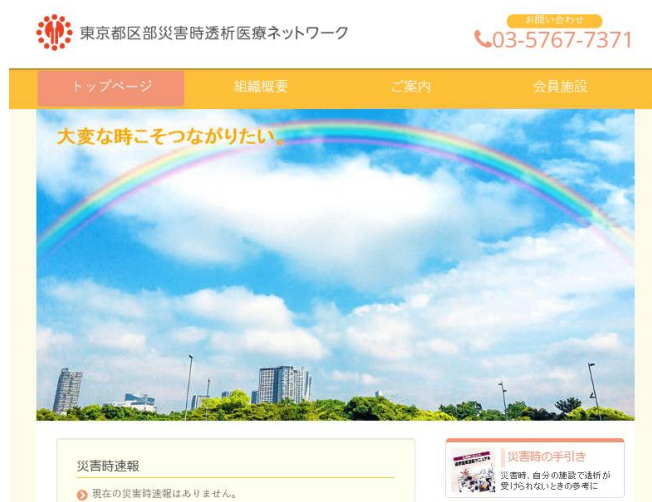 東京都区部災害時透析医療ネットワーク
お問い合わせ
03-5767-7371
トップページ
組織概要
ご案内
会員施設
大変な時こそつながりたい。
災害時速報
現在の災害時速報はありません。
災害時の手引き
災害時、自分の施設で透析が
受けられないときの参考に